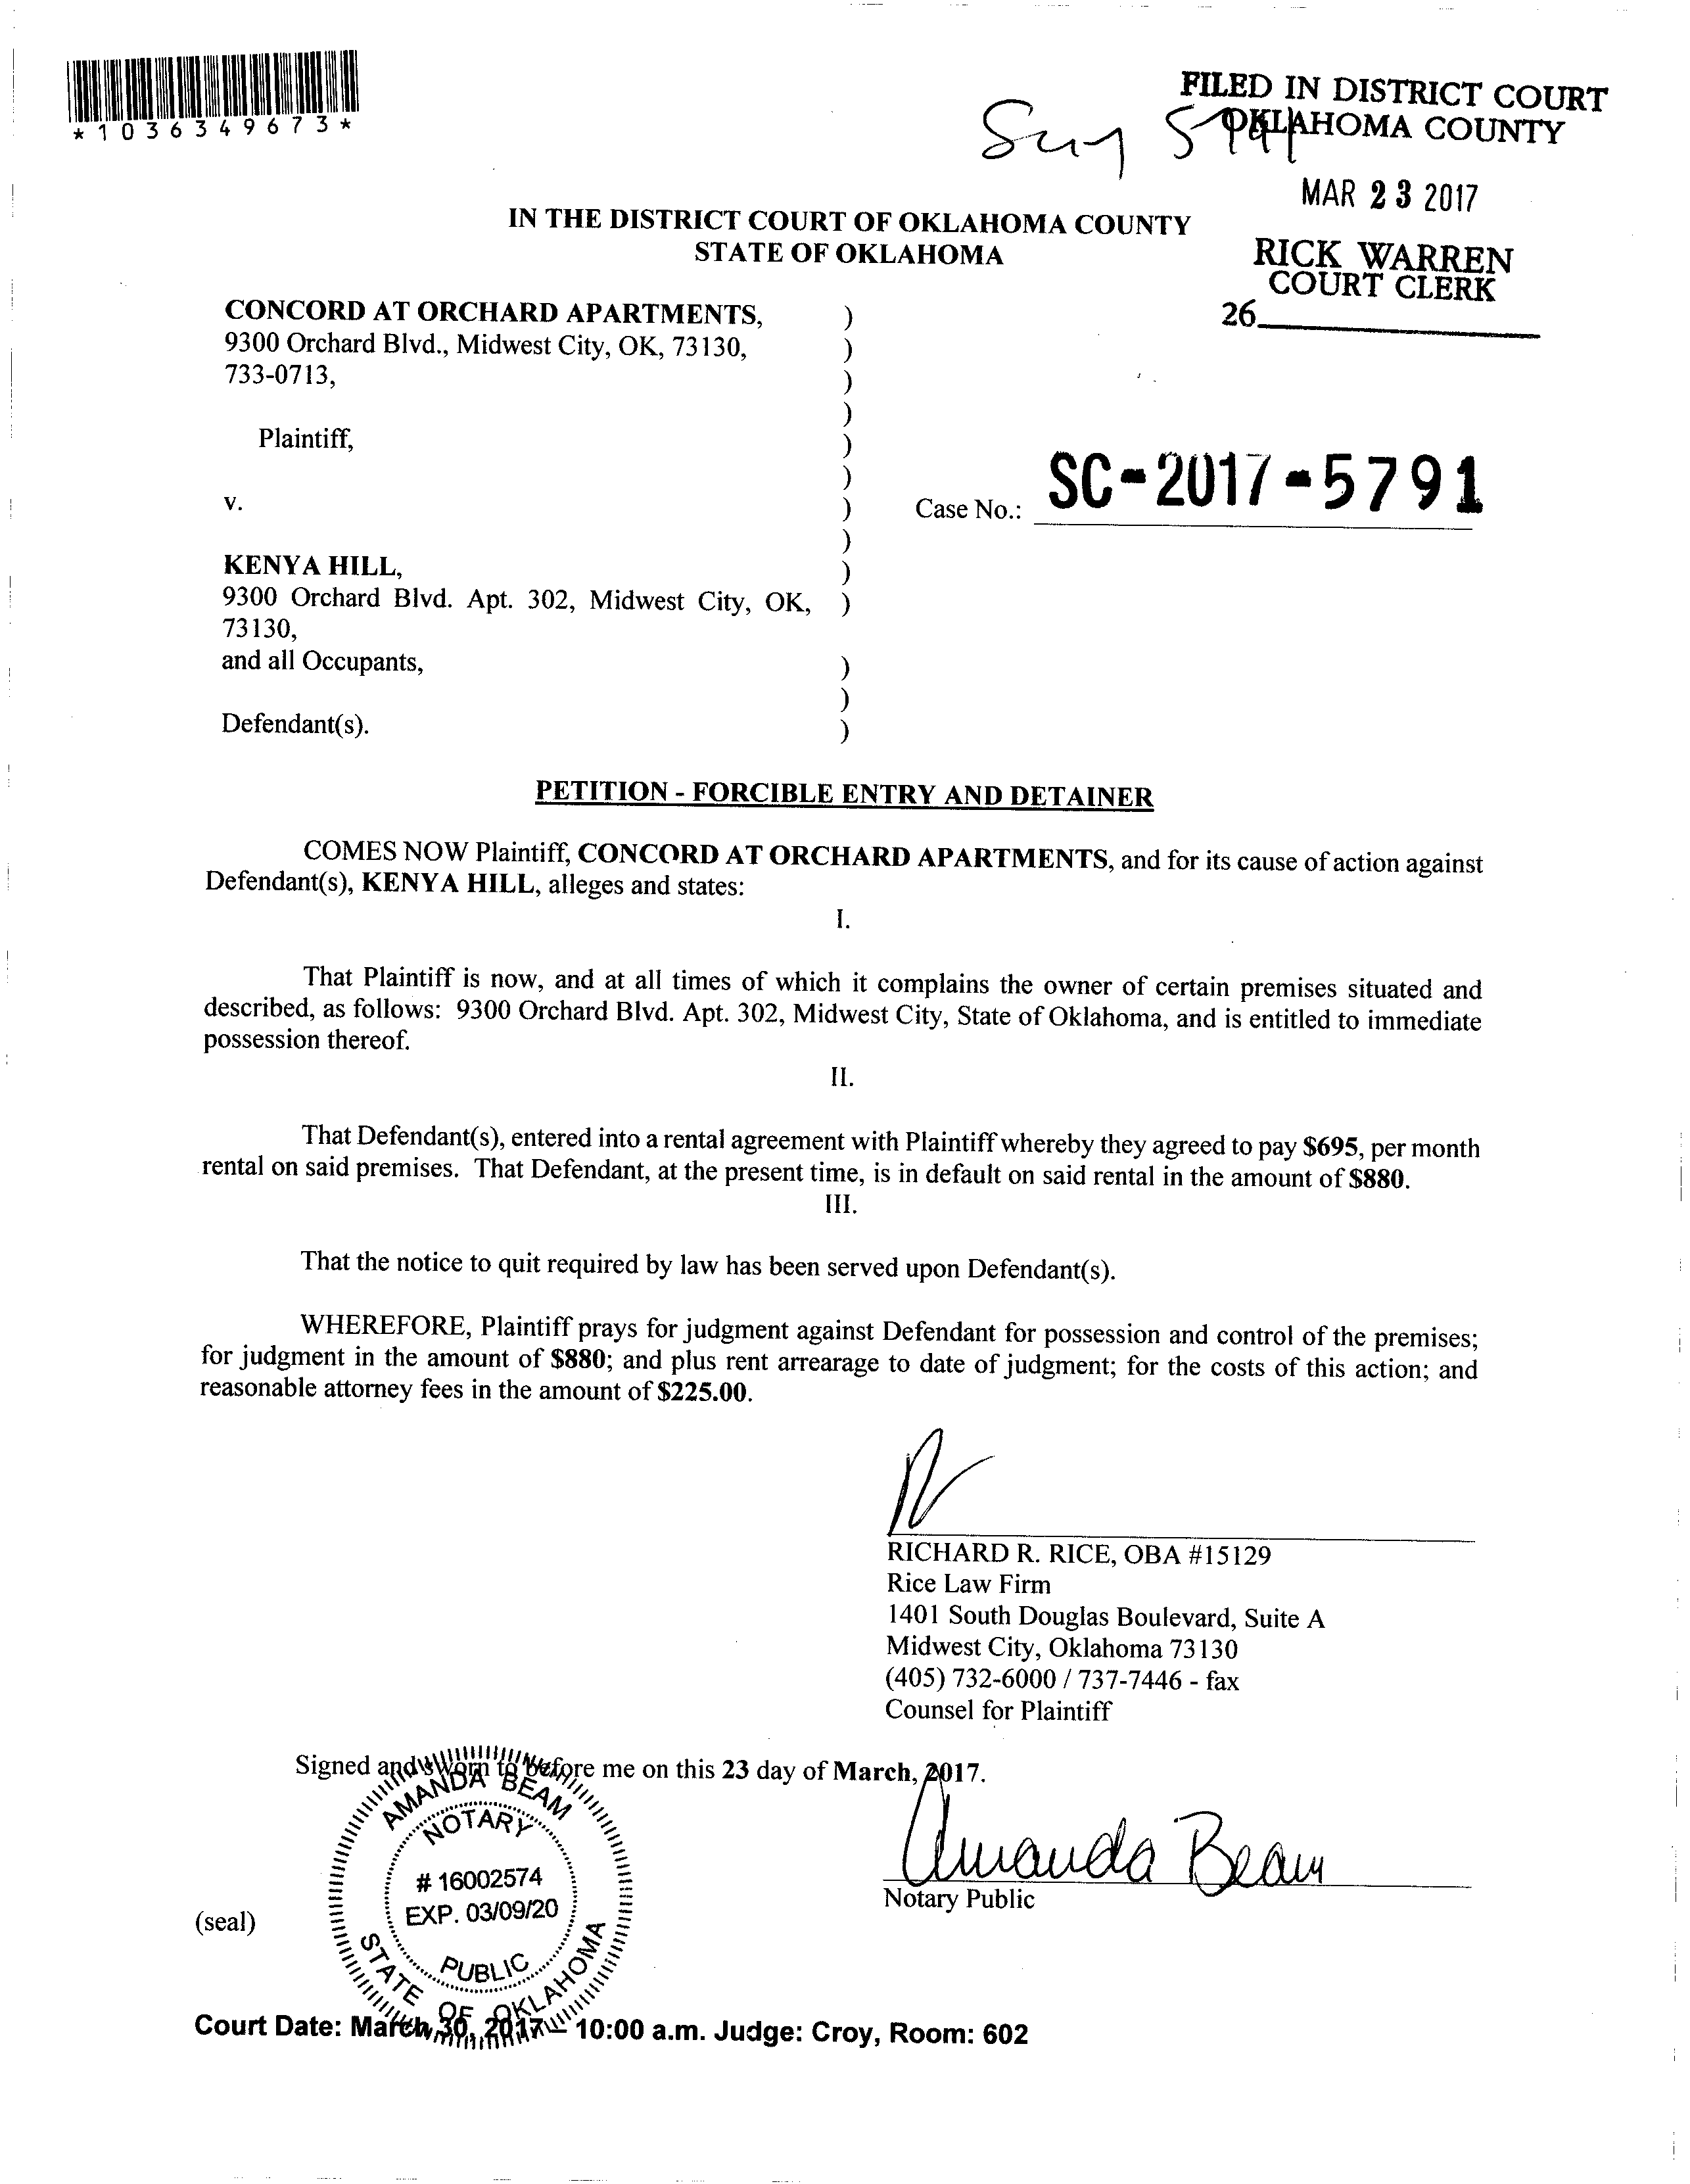 *1036349673*
FILED IN DISTRICT COURT
OKLAHOMA COUNTY
MAR 23 2017
RICK WARREN
COURT CLERK
26
IN THE DISTRICT COURT OF OKLAHOMA COUNTY
STATE OF OKLAHOMA
CONCORD AT ORCHARD APARTMENTS, )
9300 Orchard Blvd., Midwest City, OK, 73130, )
733-0713, )
)
Plaintiff, )
)
v. )
Case No.: SC-2017-5791
)
KENYA HILL, )
9300 Orchard Blvd. Apt. 302, Midwest City, OK, )
73130,
and all Occupants, )
)
Defendant(s). )
PETITION - FORCIBLE ENTRY AND DETAINER
COMES NOW Plaintiff, CONCORD AT ORCHARD APARTMENTS, and for its cause of action against
Defendant(s), KENYA HILL, alleges and states:
I.
That Plaintiff is now, and at all times of which it complains the owner of certain premises situated and
described, as follows: 9300 Orchard Blvd. Apt. 302, Midwest City, State of Oklahoma, and is entitled to immediate
possession thereof.
II.
That Defendant(s), entered into a rental agreement with Plaintiff whereby they agreed to pay $695, per month
rental on said premises. That Defendant, at the present time, is in default on said rental in the amount of $880.
III.
That the notice to quit required by law has been served upon Defendant(s).
WHEREFORE, Plaintiff prays for judgment against Defendant for possession and control of the premises;
for judgment in the amount of $880; and plus rent arrearage to date of judgment; for the costs of this action; and
reasonable attorney fees in the amount of $225.00.
RICHARD R. RICE, OBA #15129
Rice Law Firm
1401 South Douglas Boulevard, Suite A
Midwest City, Oklahoma 73130
(405) 732-6000 / 737-7446 - fax
Counsel for Plaintiff
Signed and sworn to before me on this 23 day of March, 2017.
Amanda Beam
Notary Public
AMANDA BEAM
NOTARY
# 16002574
EXP. 03/09/20
PUBLIC
STATE OF OKLAHOMA
(seal)
Court Date: March 30, 2017 – 10:00 a.m. Judge: Croy, Room: 602